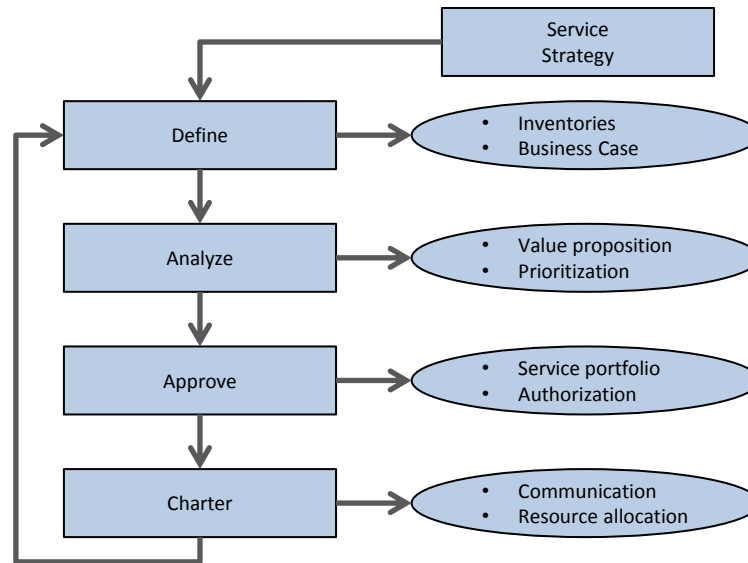 Service
Strategy
Define
• Inventories
• Business Case
Analyze
• Value proposition
• Prioritization
Approve
• Service portfolio
• Authorization
Charter
• Communication
• Resource allocation